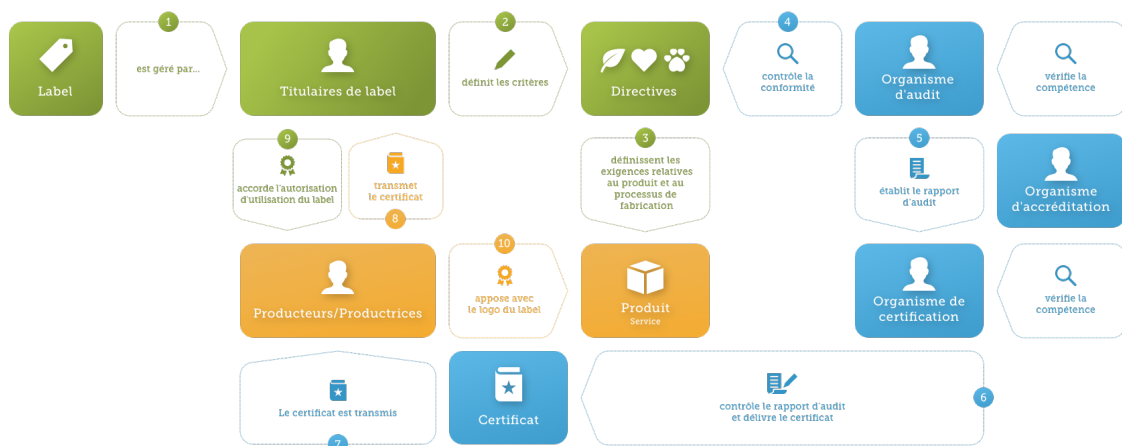 1
Label
est géré par...
Titulaires de label
2
définit les critères
Directives
4
contrôle la
conformité
Organisme
d'audit
vérifie la
compétence
9
accorde l'autorisation
d'utilisation du label
transmet
le certificat
8
3
définissent les
exigences relatives
au produit et au
processus de
fabrication
5
établit le rapport
d'audit
Organisme
d'accréditation
Producteurs/Productrices
10
appose avec
le logo du label
Produit
Service
Organisme de
certification
vérifie la
compétence
Le certificat est transmis
7
Certificat
contrôle le rapport d'audit
et délivre le certificat
6